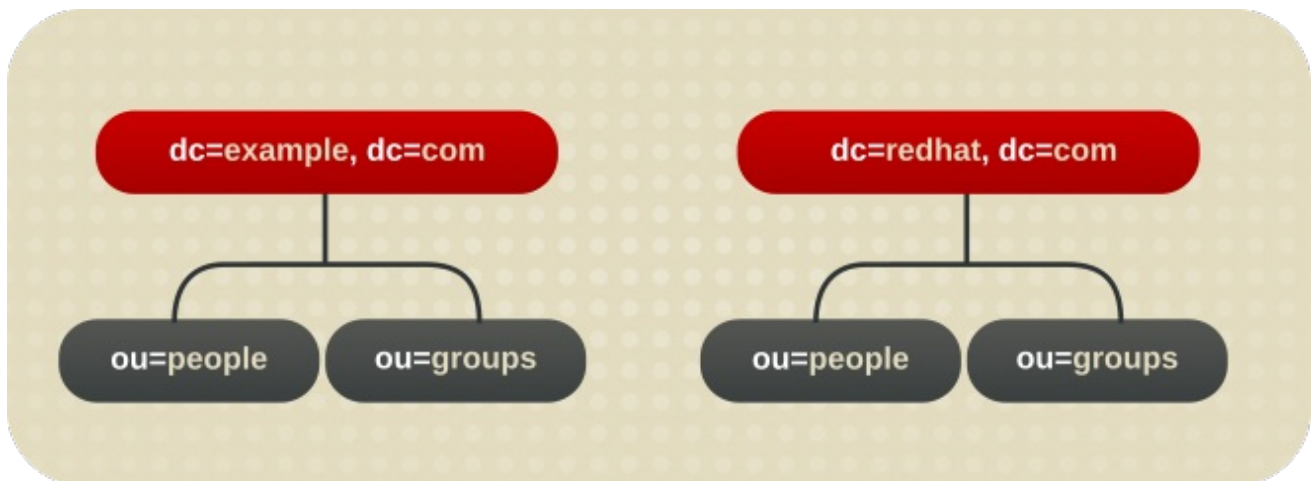 dc=example, dc=com
dc=redhat, dc=com
ou=people
ou=groups
ou=people
ou=groups